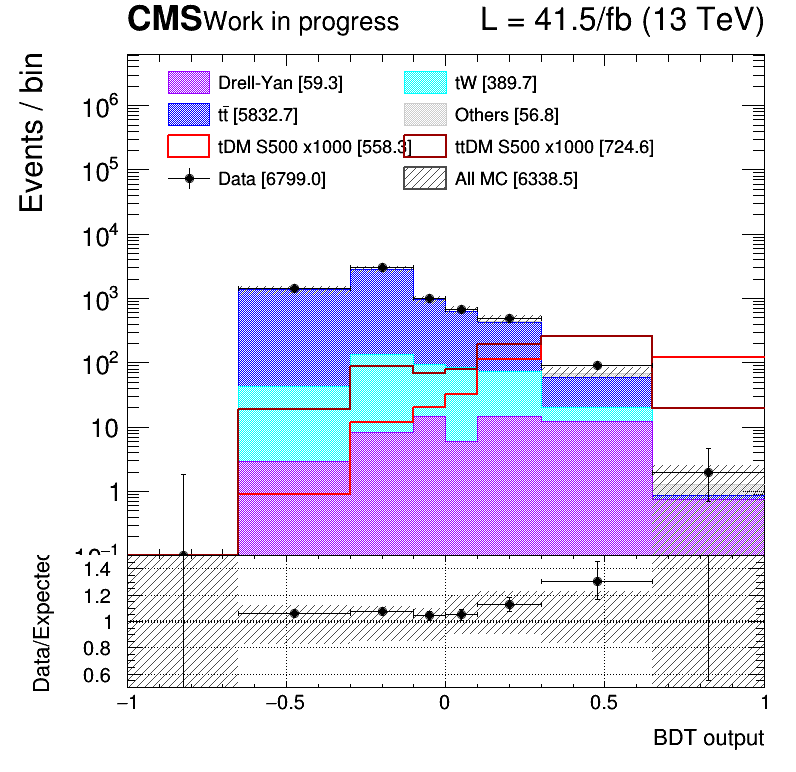 CMS Work in progress L = 41.5/fb (13 TeV)
Events / bin
Drell-Yan [59.3] tW [389.7]
tt̄ [5832.7] Others [56.8]
tDM S500 x1000 [558.3] ttDM S500 x1000 [724.6]
Data [6799.0] All MC [6338.5]
10⁶
10⁵
10⁴
10³
10²
10
1
10⁻¹
Data/Expected
1.4
1.2
1
0.8
0.6
−1 −0.5 0 0.5 1
BDT output